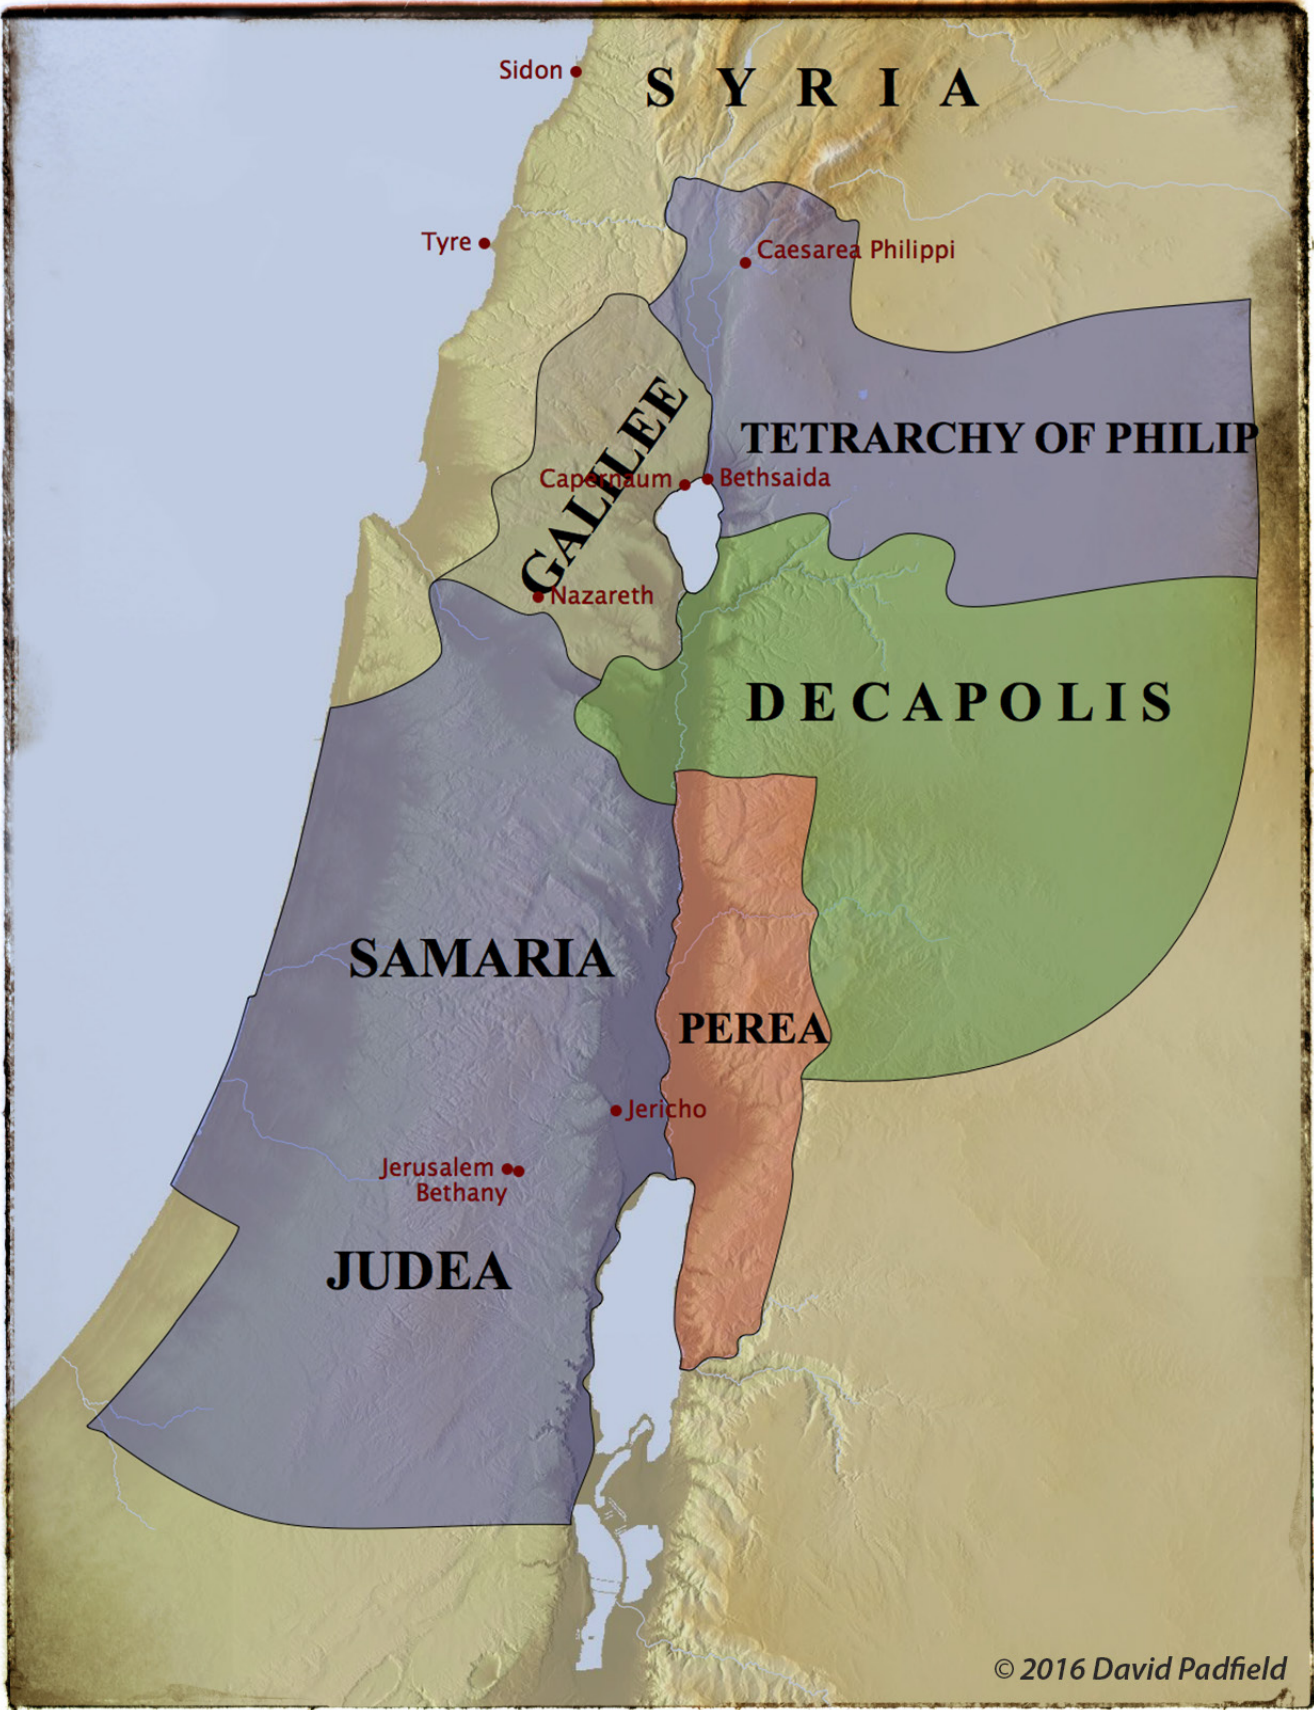 Sidon
SYRIA
Tyre
Caesarea Philippi
GALILEE
TETRARCHY OF PHILIP
Capernaum
Bethsaida
Nazareth
DECAPOLIS
SAMARIA
PEREA
Jericho
Jerusalem
Bethany
JUDEA
© 2016 David Padfield